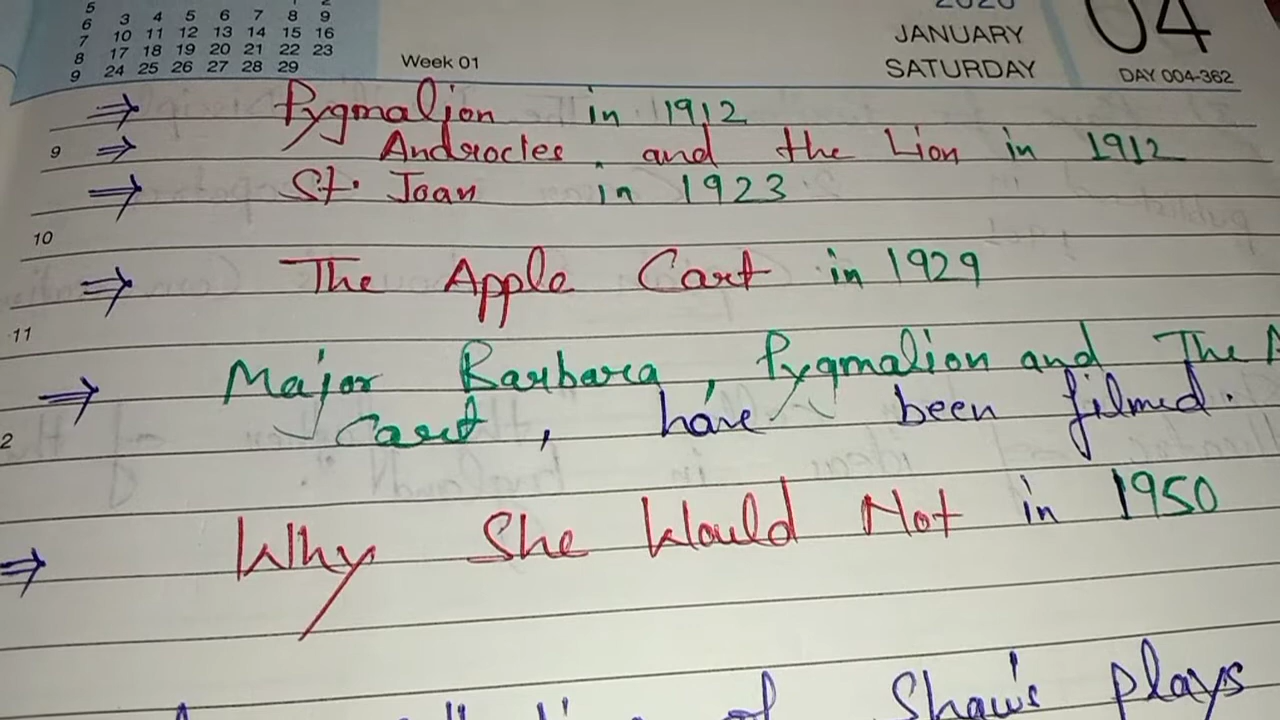 5
6 3 4 5 6 7 8 9
7 10 11 12 13 14 15 16
8 17 18 19 20 21 22 23
9 24 25 26 27 28 29
Week 01
2020
JANUARY
SATURDAY
04
DAY 004-362
⇒ Pygmalion in 1912
9 ⇒ Androcles and the Lion in 1912
⇒ St. Joan in 1923
10
⇒ The Apple Cart in 1929
11
⇒ Major Barbara, Pygmalion and The A
2 Cart, have been filmed.
⇒ Why She Would Not in 1950
of Shaw's plays